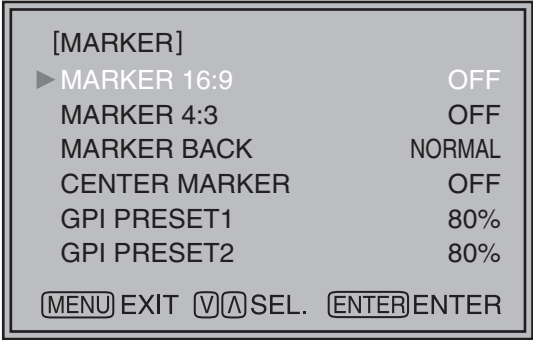 [MARKER]
▶ MARKER 16:9 OFF
MARKER 4:3 OFF
MARKER BACK NORMAL
CENTER MARKER OFF
GPI PRESET1 80%
GPI PRESET2 80%
MENU EXIT V Λ SEL. ENTER ENTER